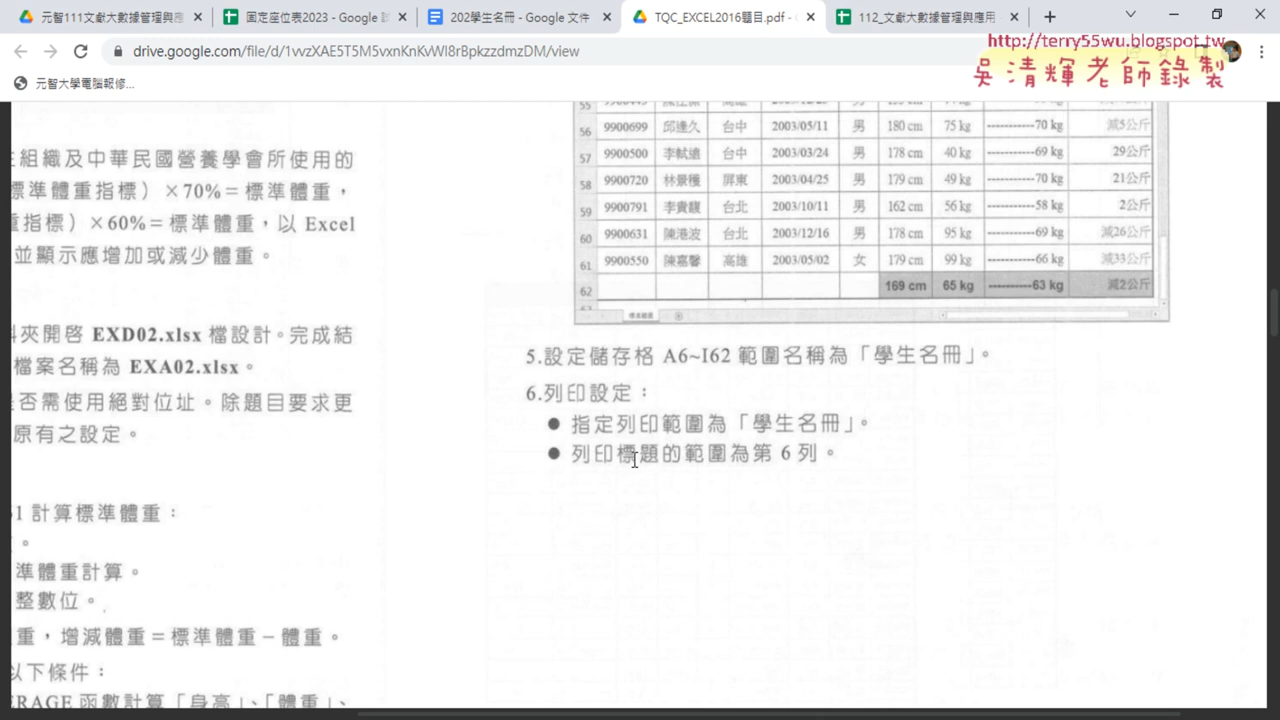 元智111文獻大數據管理與應
固定座位表2023 - Google 試
202學生名冊 - Google 文件
TQC_EXCEL2016題目.pdf - G
112_文獻大數據管理與應用 -
drive.google.com/file/d/1vvzXAE5T5M5vxnKnKvWl8rBpkzzdmzDM/view
http://terry55wu.blogspot.tw
吳清輝老師錄製
元智大學電腦報修...
組織及中華民國營養學會所使用的
標準體重指標）×70%＝標準體重，
重指標）×60%＝標準體重，以 Excel
並顯示應增加或減少體重。
料夾開啓 EXD02.xlsx 檔設計。完成結
檔案名稱為 EXA02.xlsx。
是否需使用絕對位址。除題目要求更
原有之設定。
計算標準體重：
準體重計算。
整數位。
重，增減體重＝標準體重－體重。
以下條件：
ERAGE 函數計算「身高」、「體重」、
55
56 9900699 邱逢久 台中 2003/05/11 男 180 cm 75 kg ----------70 kg 減5公斤
57 9900500 李軾遠 台中 2003/03/24 男 178 cm 40 kg ----------69 kg 29公斤
58 9900720 林景穫 屏東 2003/04/25 男 179 cm 49 kg ----------70 kg 21公斤
59 9900791 李貴馥 台北 2003/10/11 男 162 cm 56 kg ----------58 kg 2公斤
60 9900631 陳港波 台北 2003/12/16 男 178 cm 95 kg ----------69 kg 減26公斤
61 9900550 陳嘉馨 高雄 2003/05/02 女 179 cm 99 kg ----------66 kg 減33公斤
62 169 cm 65 kg ----------63 kg 減2公斤
5.設定儲存格 A6~I62 範圍名稱為「學生名冊」。
6.列印設定：
● 指定列印範圍為「學生名冊」。
● 列印標題的範圍為第 6 列。